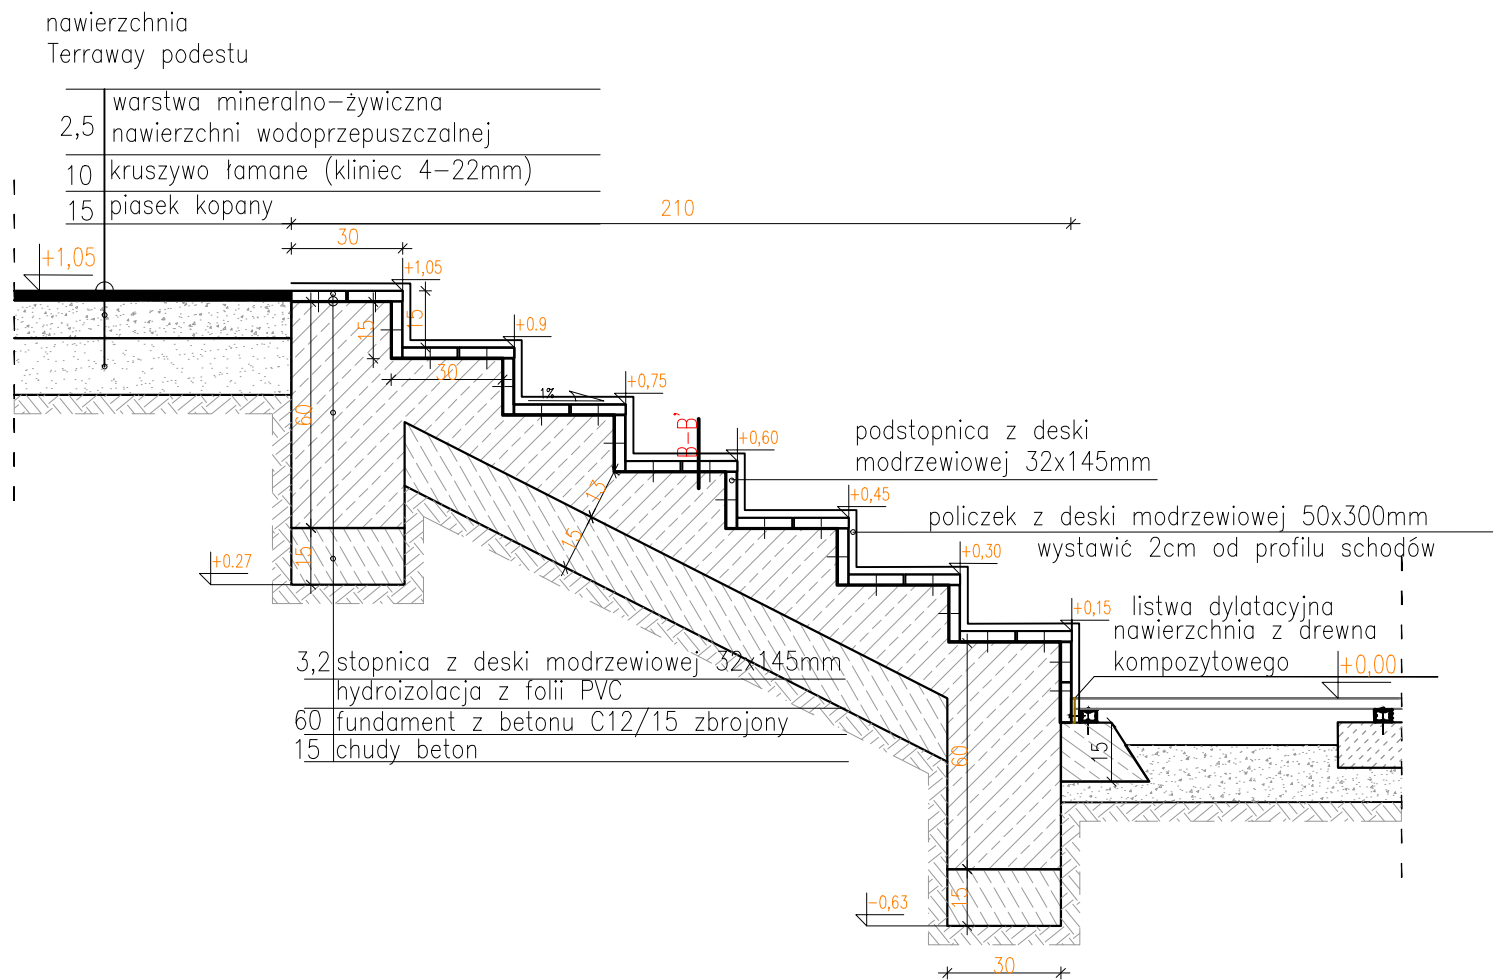 nawierzchnia
Terraway podestu
2,5 warstwa mineralno-żywiczna
nawierzchni wodoprzepuszczalnej
10 kruszywo łamane (kliniec 4-22mm)
15 piasek kopany
210
30
+1,05
+1,05
15
15
+0.9
30
1%
+0,75
60
B-B'
+0,60
podstopnica z deski
modrzewiowej 32x145mm
13
15
+0,45
policzek z deski modrzewiowej 50x300mm
wystawić 2cm od profilu schodów
15
+0.27
+0,30
+0,15
listwa dylatacyjna
nawierzchnia z drewna
kompozytowego
+0,00
3,2 stopnica z deski modrzewiowej 32x145mm
hydroizolacja z folii PVC
60 fundament z betonu C12/15 zbrojony
15 chudy beton
60
15
15
-0,63
30